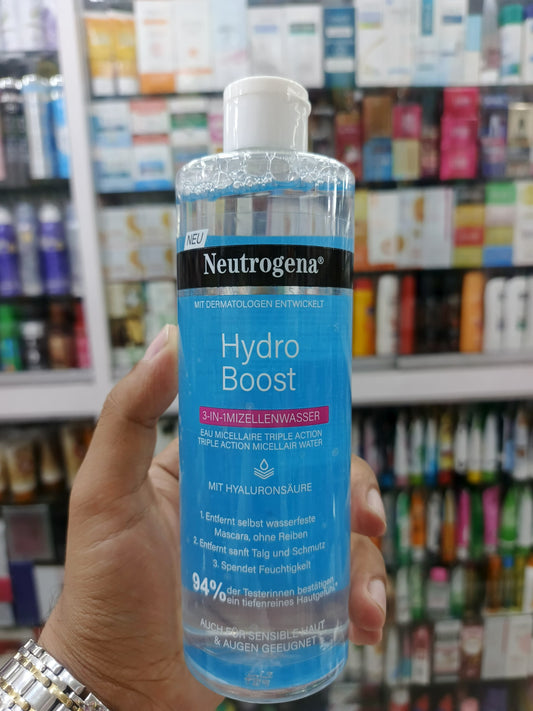 NEU
Neutrogena®
MIT DERMATOLOGEN ENTWICKELT
Hydro
Boost
3-IN-1MIZELLENWASSER
EAU MICELLAIRE TRIPLE ACTION
TRIPLE ACTION MICELLAIR WATER
MIT HYALURONSÄURE
1. Entfernt selbst wasserfeste
Mascara, ohne Reiben
2. Entfernt sanft Talg und Schmutz
3. Spendet Feuchtigkeit
94% der Testerinnen bestätigen
ein tiefenreines Hautgefühl*
AUCH FÜR SENSIBLE HAUT
& AUGEN GEEIGNET